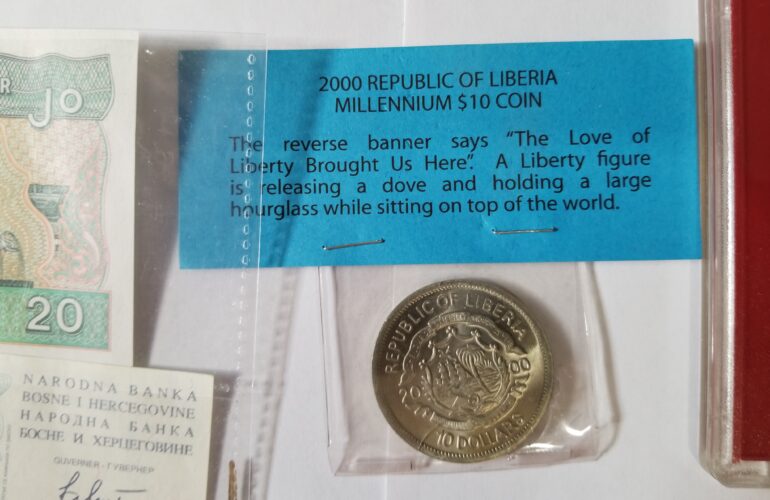 2000 REPUBLIC OF LIBERIA
MILLENNIUM $10 COIN
The reverse banner says “The Love of
Liberty Brought Us Here”. A Liberty figure
is releasing a dove and holding a large
hourglass while sitting on top of the world.
REPUBLIC OF LIBERIA
10 DOLLARS
20
NARODNA BANKA
BOSNE I HERCEGOVINE
НАРОДНА БАНКА
БОСНЕ И ХЕРЦЕГОВИНЕ
GUVERNER - ГУВЕРНЕР